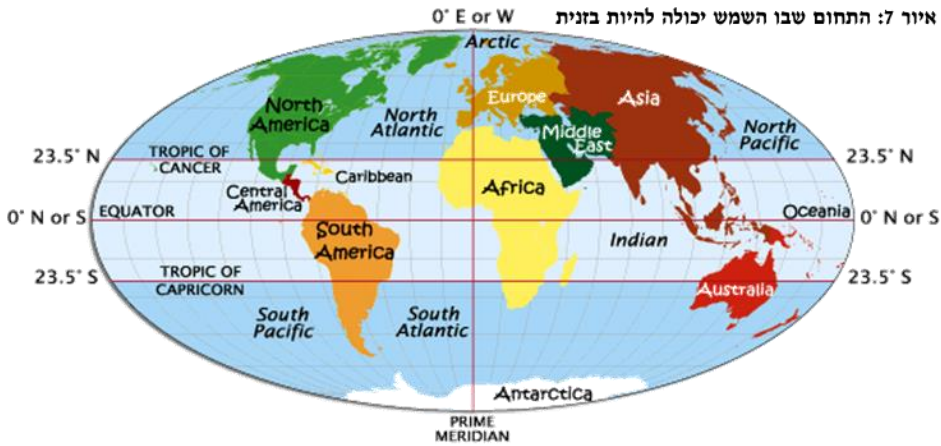 איור 7: התחום שבו השמש יכולה להיות בזנית
0° E or W
Arctic
North
America
North
Atlantic
Europe
Asia
Middle
East
North
Pacific
23.5° N
TROPIC OF
CANCER
23.5° N
Caribbean
Central
America
Africa
0° N or S
EQUATOR
Oceania
0° N or S
South
America
Indian
23.5° S
TROPIC OF
CAPRICORN
23.5° S
Australia
South
Pacific
South
Atlantic
Antarctica
PRIME
MERIDIAN